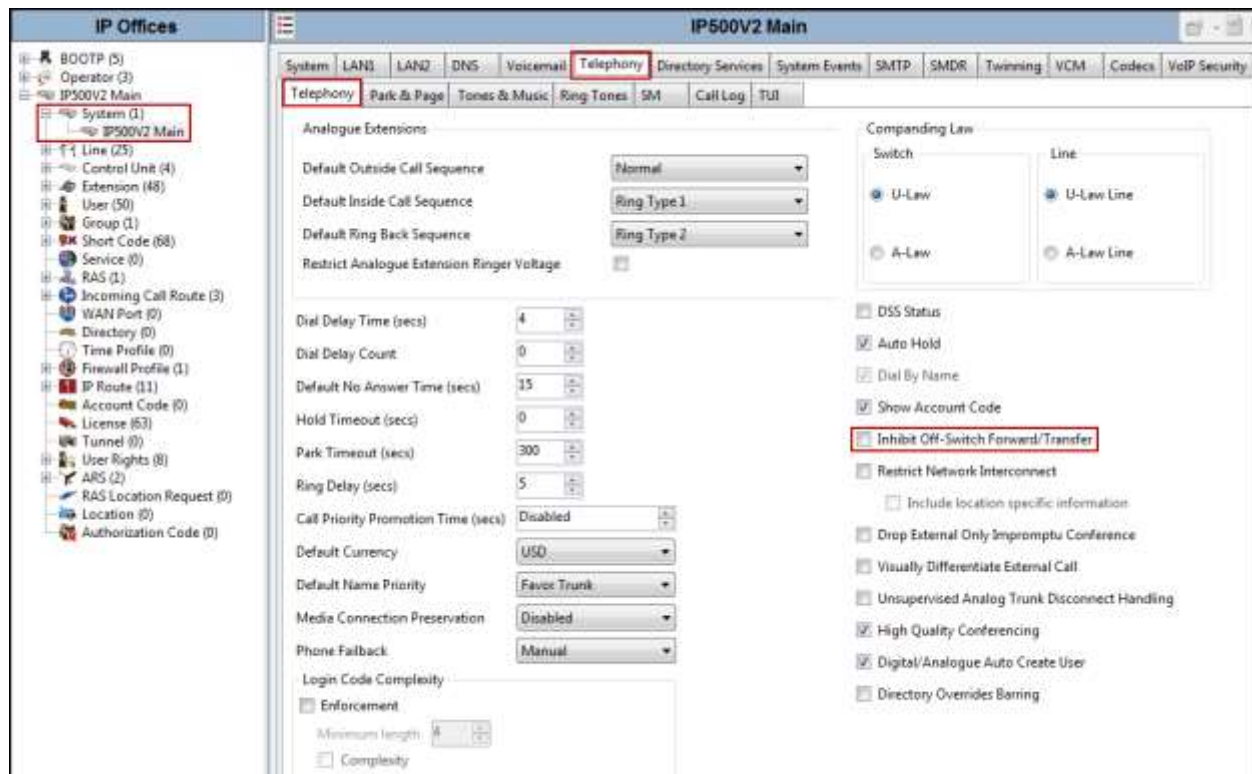 IP Offices
BOOTP (5)
Operator (3)
IP500V2 Main
System (1)
IP500V2 Main
Line (25)
Control Unit (4)
Extension (48)
User (50)
Group (1)
Short Code (68)
Service (0)
RAS (1)
Incoming Call Route (3)
WAN Port (0)
Directory (0)
Time Profile (0)
Firewall Profile (1)
IP Route (11)
Account Code (0)
License (63)
Tunnel (0)
User Rights (8)
ARS (2)
RAS Location Request (0)
Location (0)
Authorization Code (0)
IP500V2 Main
System LAN1 LAN2 DNS Voicemail Telephony Directory Services System Events SMTP SMDR Twinning VCM Codecs VoIP Security
Telephony Park & Page Tones & Music Ring Tones SM Call Log TUI
Analogue Extensions
Default Outside Call Sequence Normal
Default Inside Call Sequence Ring Type 1
Default Ring Back Sequence Ring Type 2
Restrict Analogue Extension Ringer Voltage
Dial Delay Time (secs) 4
Dial Delay Count 0
Default No Answer Time (secs) 15
Hold Timeout (secs) 0
Park Timeout (secs) 300
Ring Delay (secs) 5
Call Priority Promotion Time (secs) Disabled
Default Currency USD
Default Name Priority Favor Trunk
Media Connection Preservation Disabled
Phone Failback Manual
Login Code Complexity
Enforcement
Minimum length 4
Complexity
Companding Law
Switch Line
U-Law U-Law Line
A-Law A-Law Line
DSS Status
Auto Hold
Dial By Name
Show Account Code
Inhibit Off-Switch Forward/Transfer
Restrict Network Interconnect
Include location specific information
Drop External Only Impromptu Conference
Visually Differentiate External Call
Unsupervised Analog Trunk Disconnect Handling
High Quality Conferencing
Digital/Analogue Auto Create User
Directory Overrides Barring